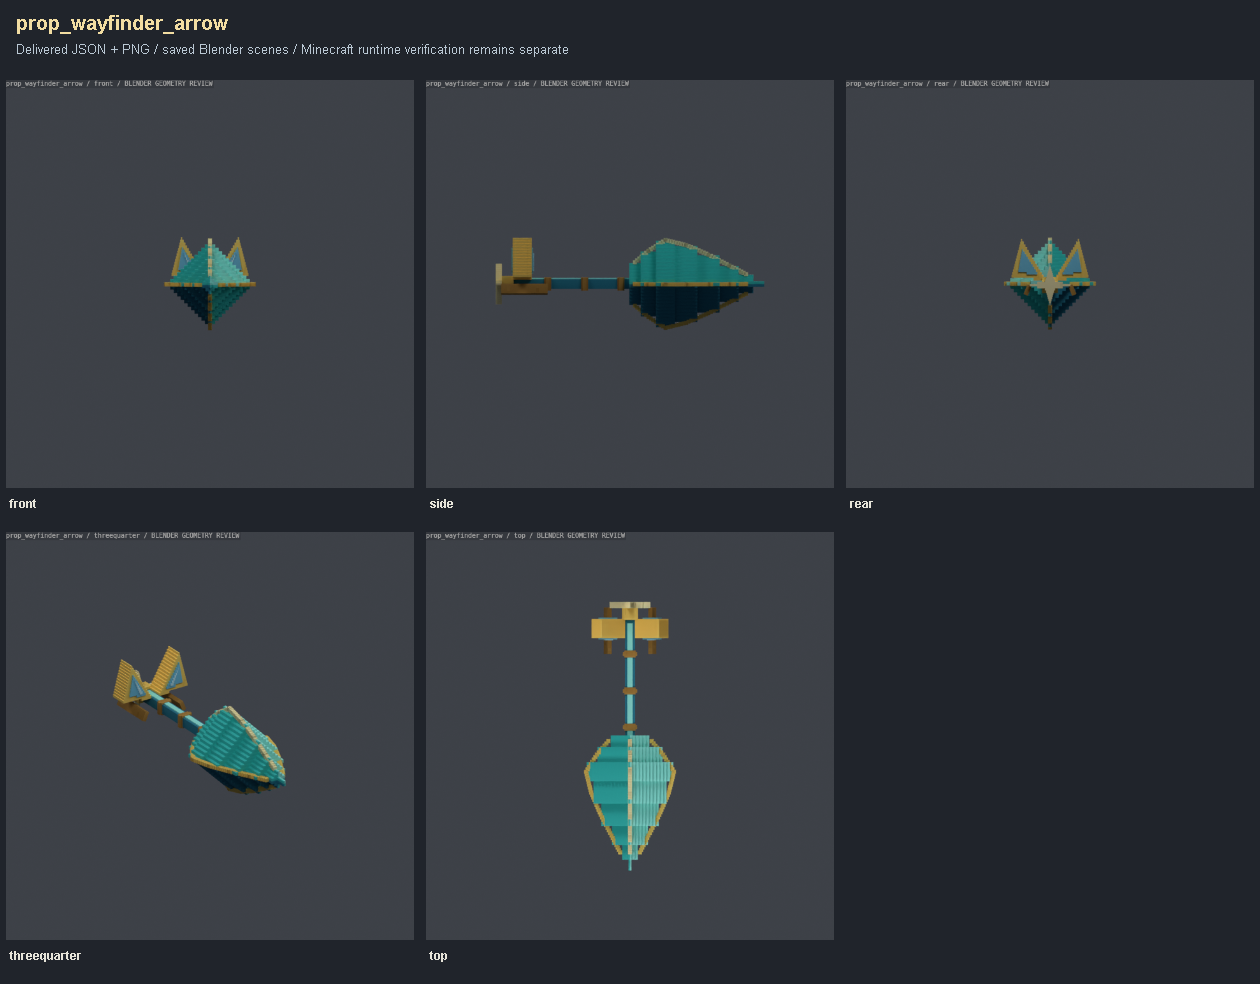 prop_wayfinder_arrow
Delivered JSON + PNG / saved Blender scenes / Minecraft runtime verification remains separate
prop_wayfinder_arrow / front / BLENDER GEOMETRY REVIEW
prop_wayfinder_arrow / side / BLENDER GEOMETRY REVIEW
prop_wayfinder_arrow / rear / BLENDER GEOMETRY REVIEW
front
side
rear
prop_wayfinder_arrow / threequarter / BLENDER GEOMETRY REVIEW
prop_wayfinder_arrow / top / BLENDER GEOMETRY REVIEW
threequarter
top